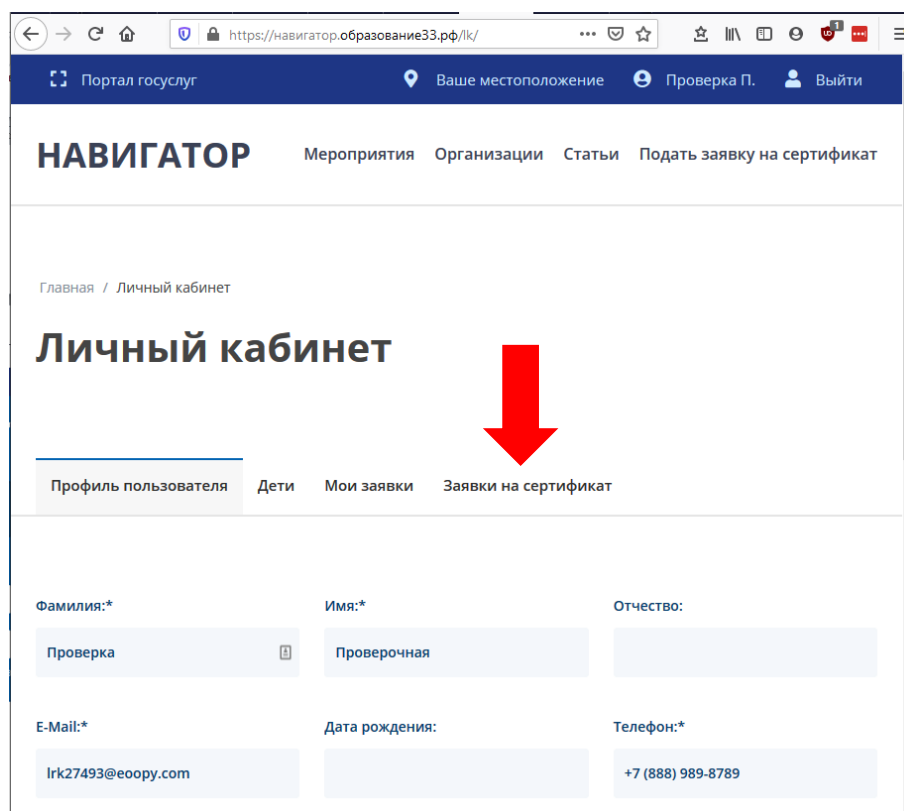 https://навигатор.образование33.рф/lk/
1
Портал госуслуг Ваше местоположение Проверка П. Выйти
НАВИГАТОР Мероприятия Организации Статьи Подать заявку на сертификат
Главная / Личный кабинет
Личный кабинет
Профиль пользователя Дети Мои заявки Заявки на сертификат
Фамилия:* Имя:* Отчество:
Проверка Проверочная
E-Mail:* Дата рождения: Телефон:*
lrk27493@eoopy.com +7 (888) 989-8789